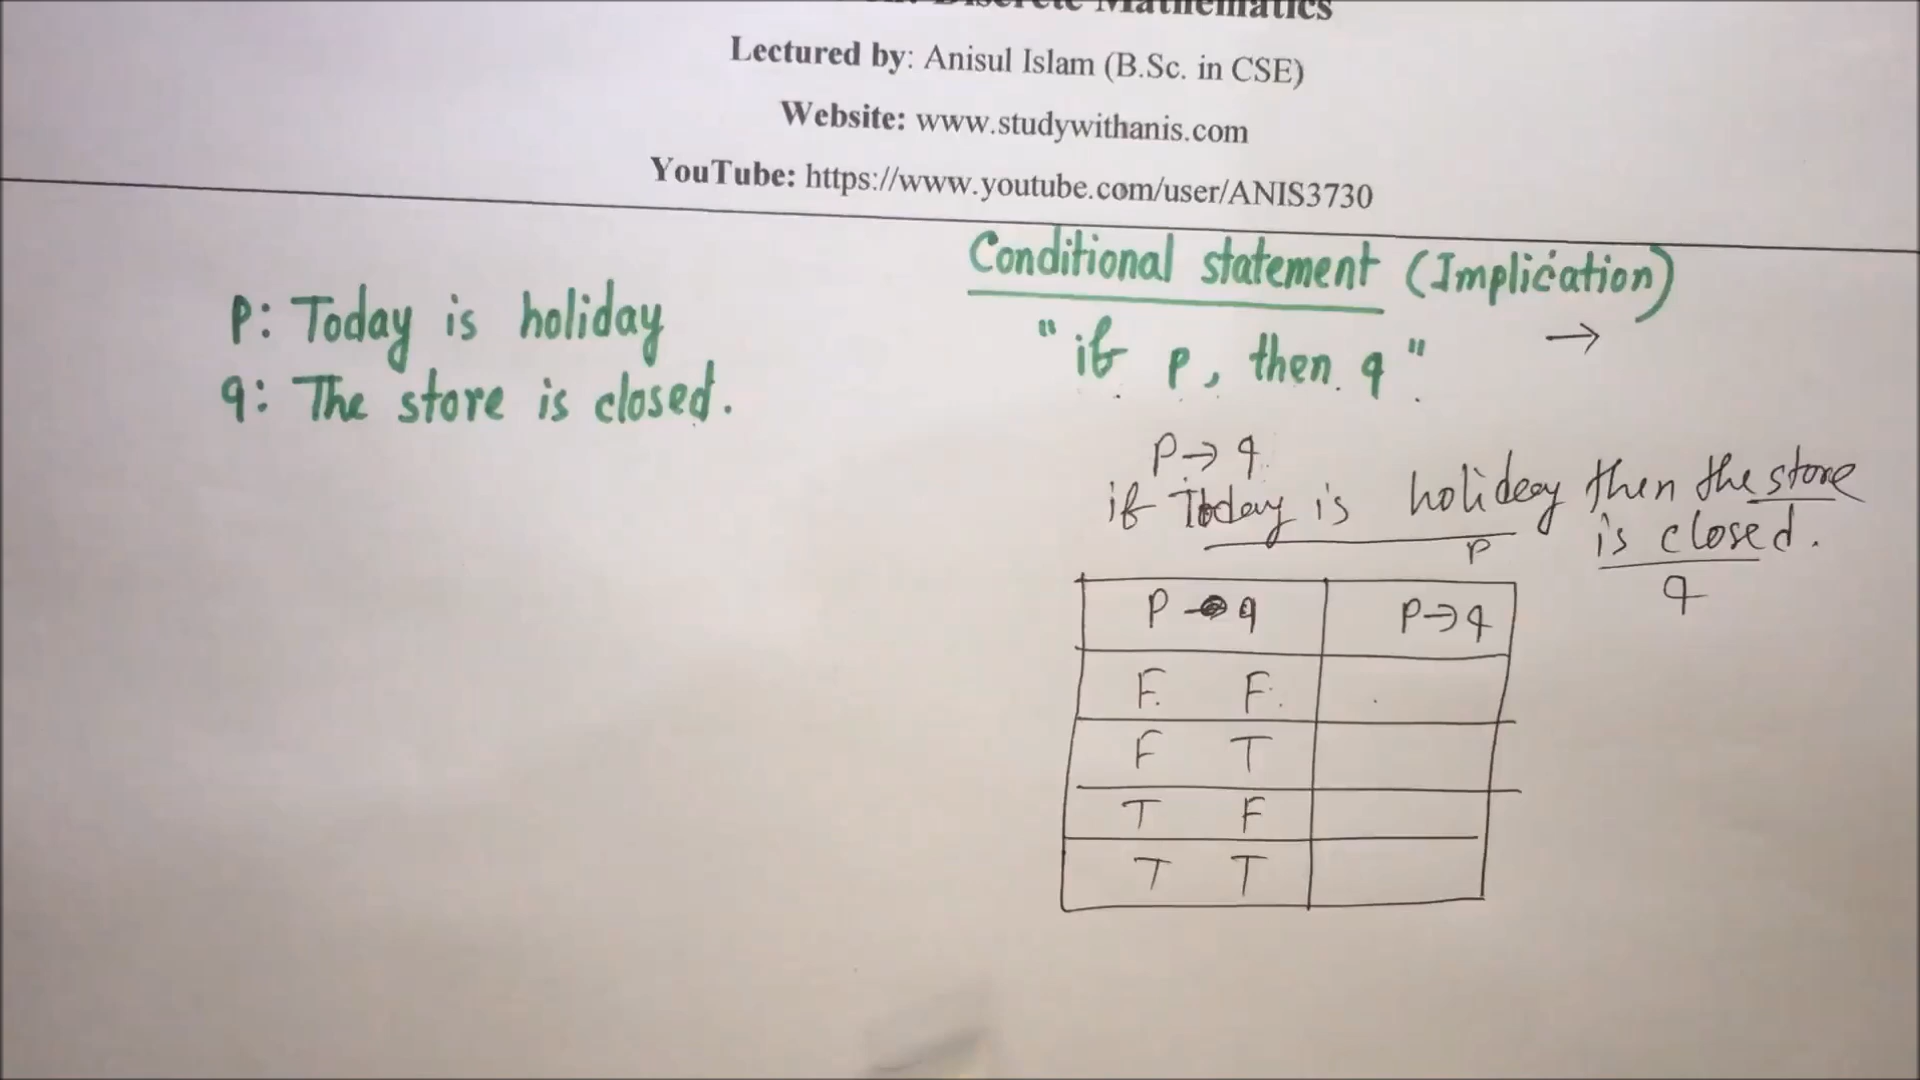 Discrete Mathematics
Lectured by: Anisul Islam (B.Sc. in CSE)
Website: www.studywithanis.com
YouTube: https://www.youtube.com/user/ANIS3730
P: Today is holiday
q: The store is closed.
Conditional statement (Implication)
"if p, then q" →
P→q
if Today is holiday then the store
is closed.
P
q
P q P→q
F F
F T
T F
T T